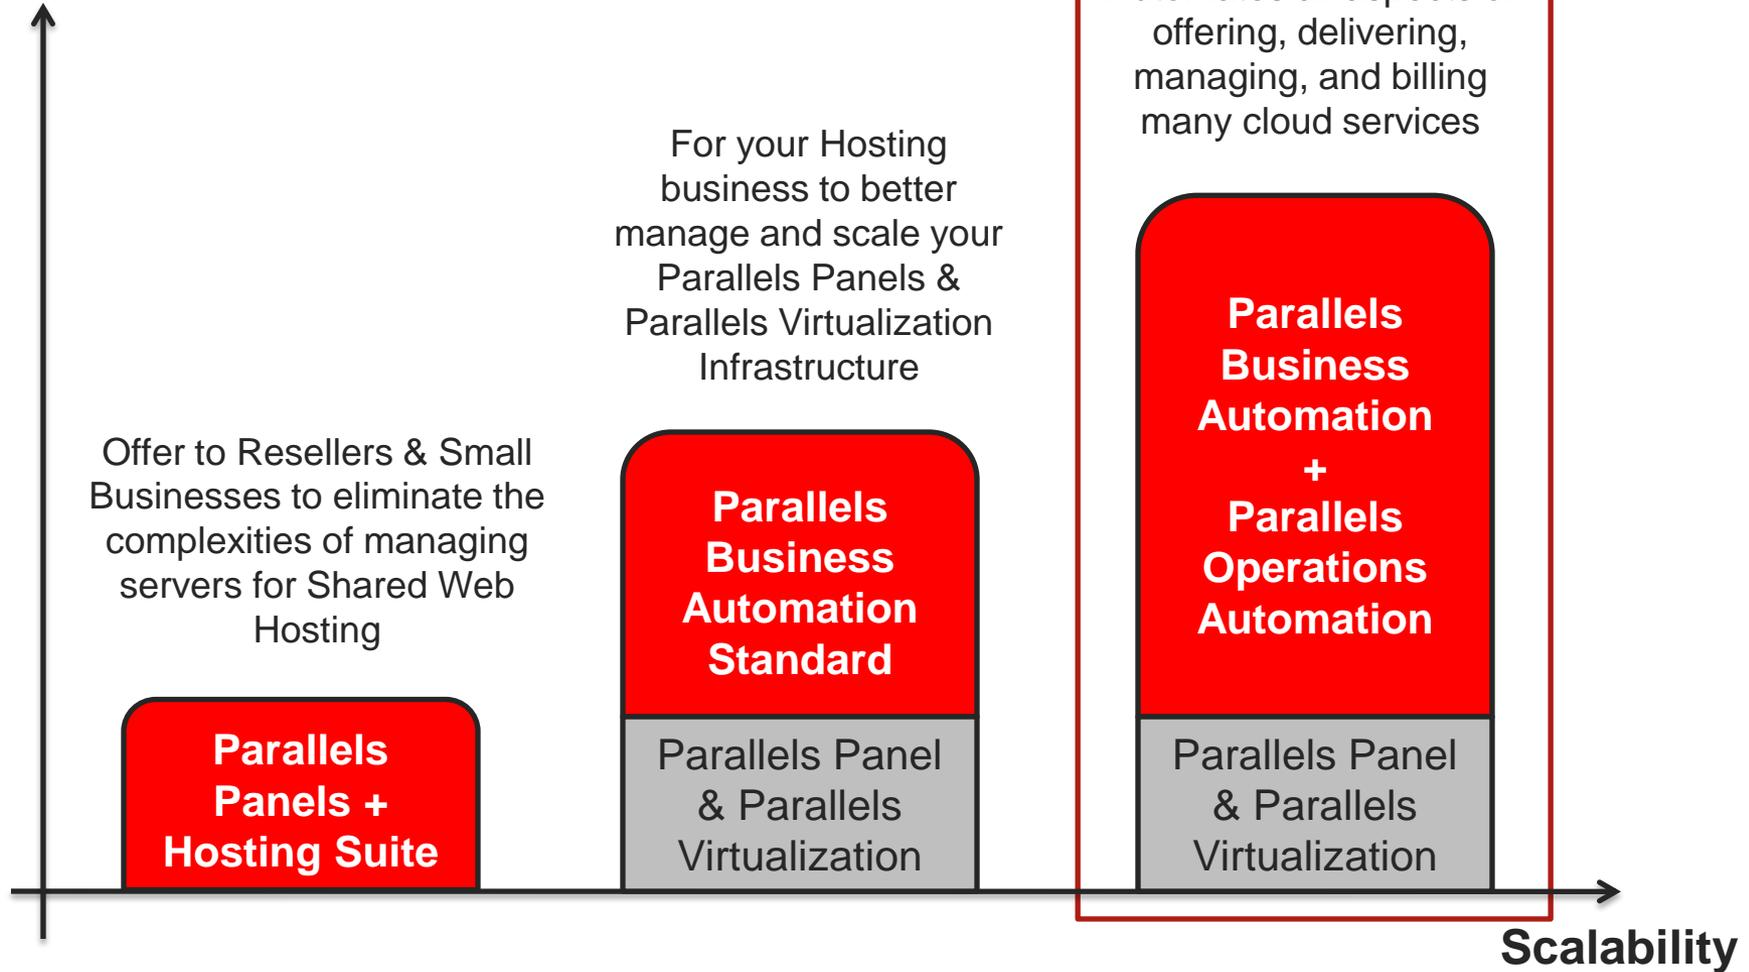 offering, delivering,
managing, and billing
many cloud services
For your Hosting
business to better
manage and scale your
Parallels Panels &
Parallels Virtualization
Infrastructure
Offer to Resellers & Small
Businesses to eliminate the
complexities of managing
servers for Shared Web
Hosting
Parallels
Business
Automation
+
Parallels
Operations
Automation
Parallels
Business
Automation
Standard
Parallels
Panels +
Hosting Suite
Parallels Panel
& Parallels
Virtualization
Parallels Panel
& Parallels
Virtualization
Scalability